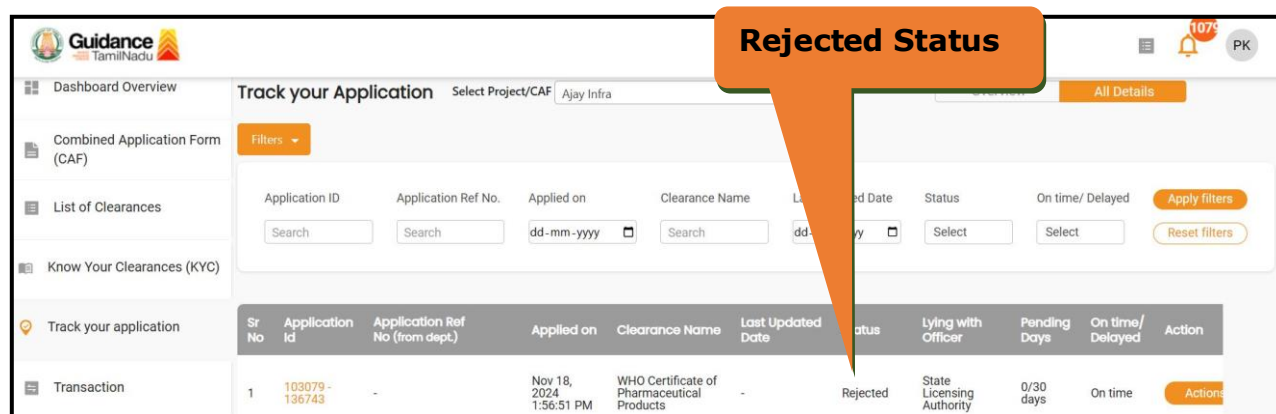 Guidance
TamilNadu
Rejected Status
1079
PK
Dashboard Overview
Track your Application
Select Project/CAF
Ajay Infra
All Details
Combined Application Form
(CAF)
Filters
List of Clearances
Application ID
Application Ref No.
Applied on
Clearance Name
Status
On time/ Delayed
Apply filters
Search
Search
dd-mm-yyyy
Search
Select
Select
Reset filters
Know Your Clearances (KYC)
Track your application
Sr No
Application Id
Application Ref No (from dept.)
Applied on
Clearance Name
Last Updated Date
Lying with Officer
Pending Days
On time/ Delayed
Action
Transaction
1
103079 - 136743
-
Nov 18, 2024 1:56:51 PM
WHO Certificate of Pharmaceutical Products
-
Rejected
State Licensing Authority
0/30 days
On time
Actions